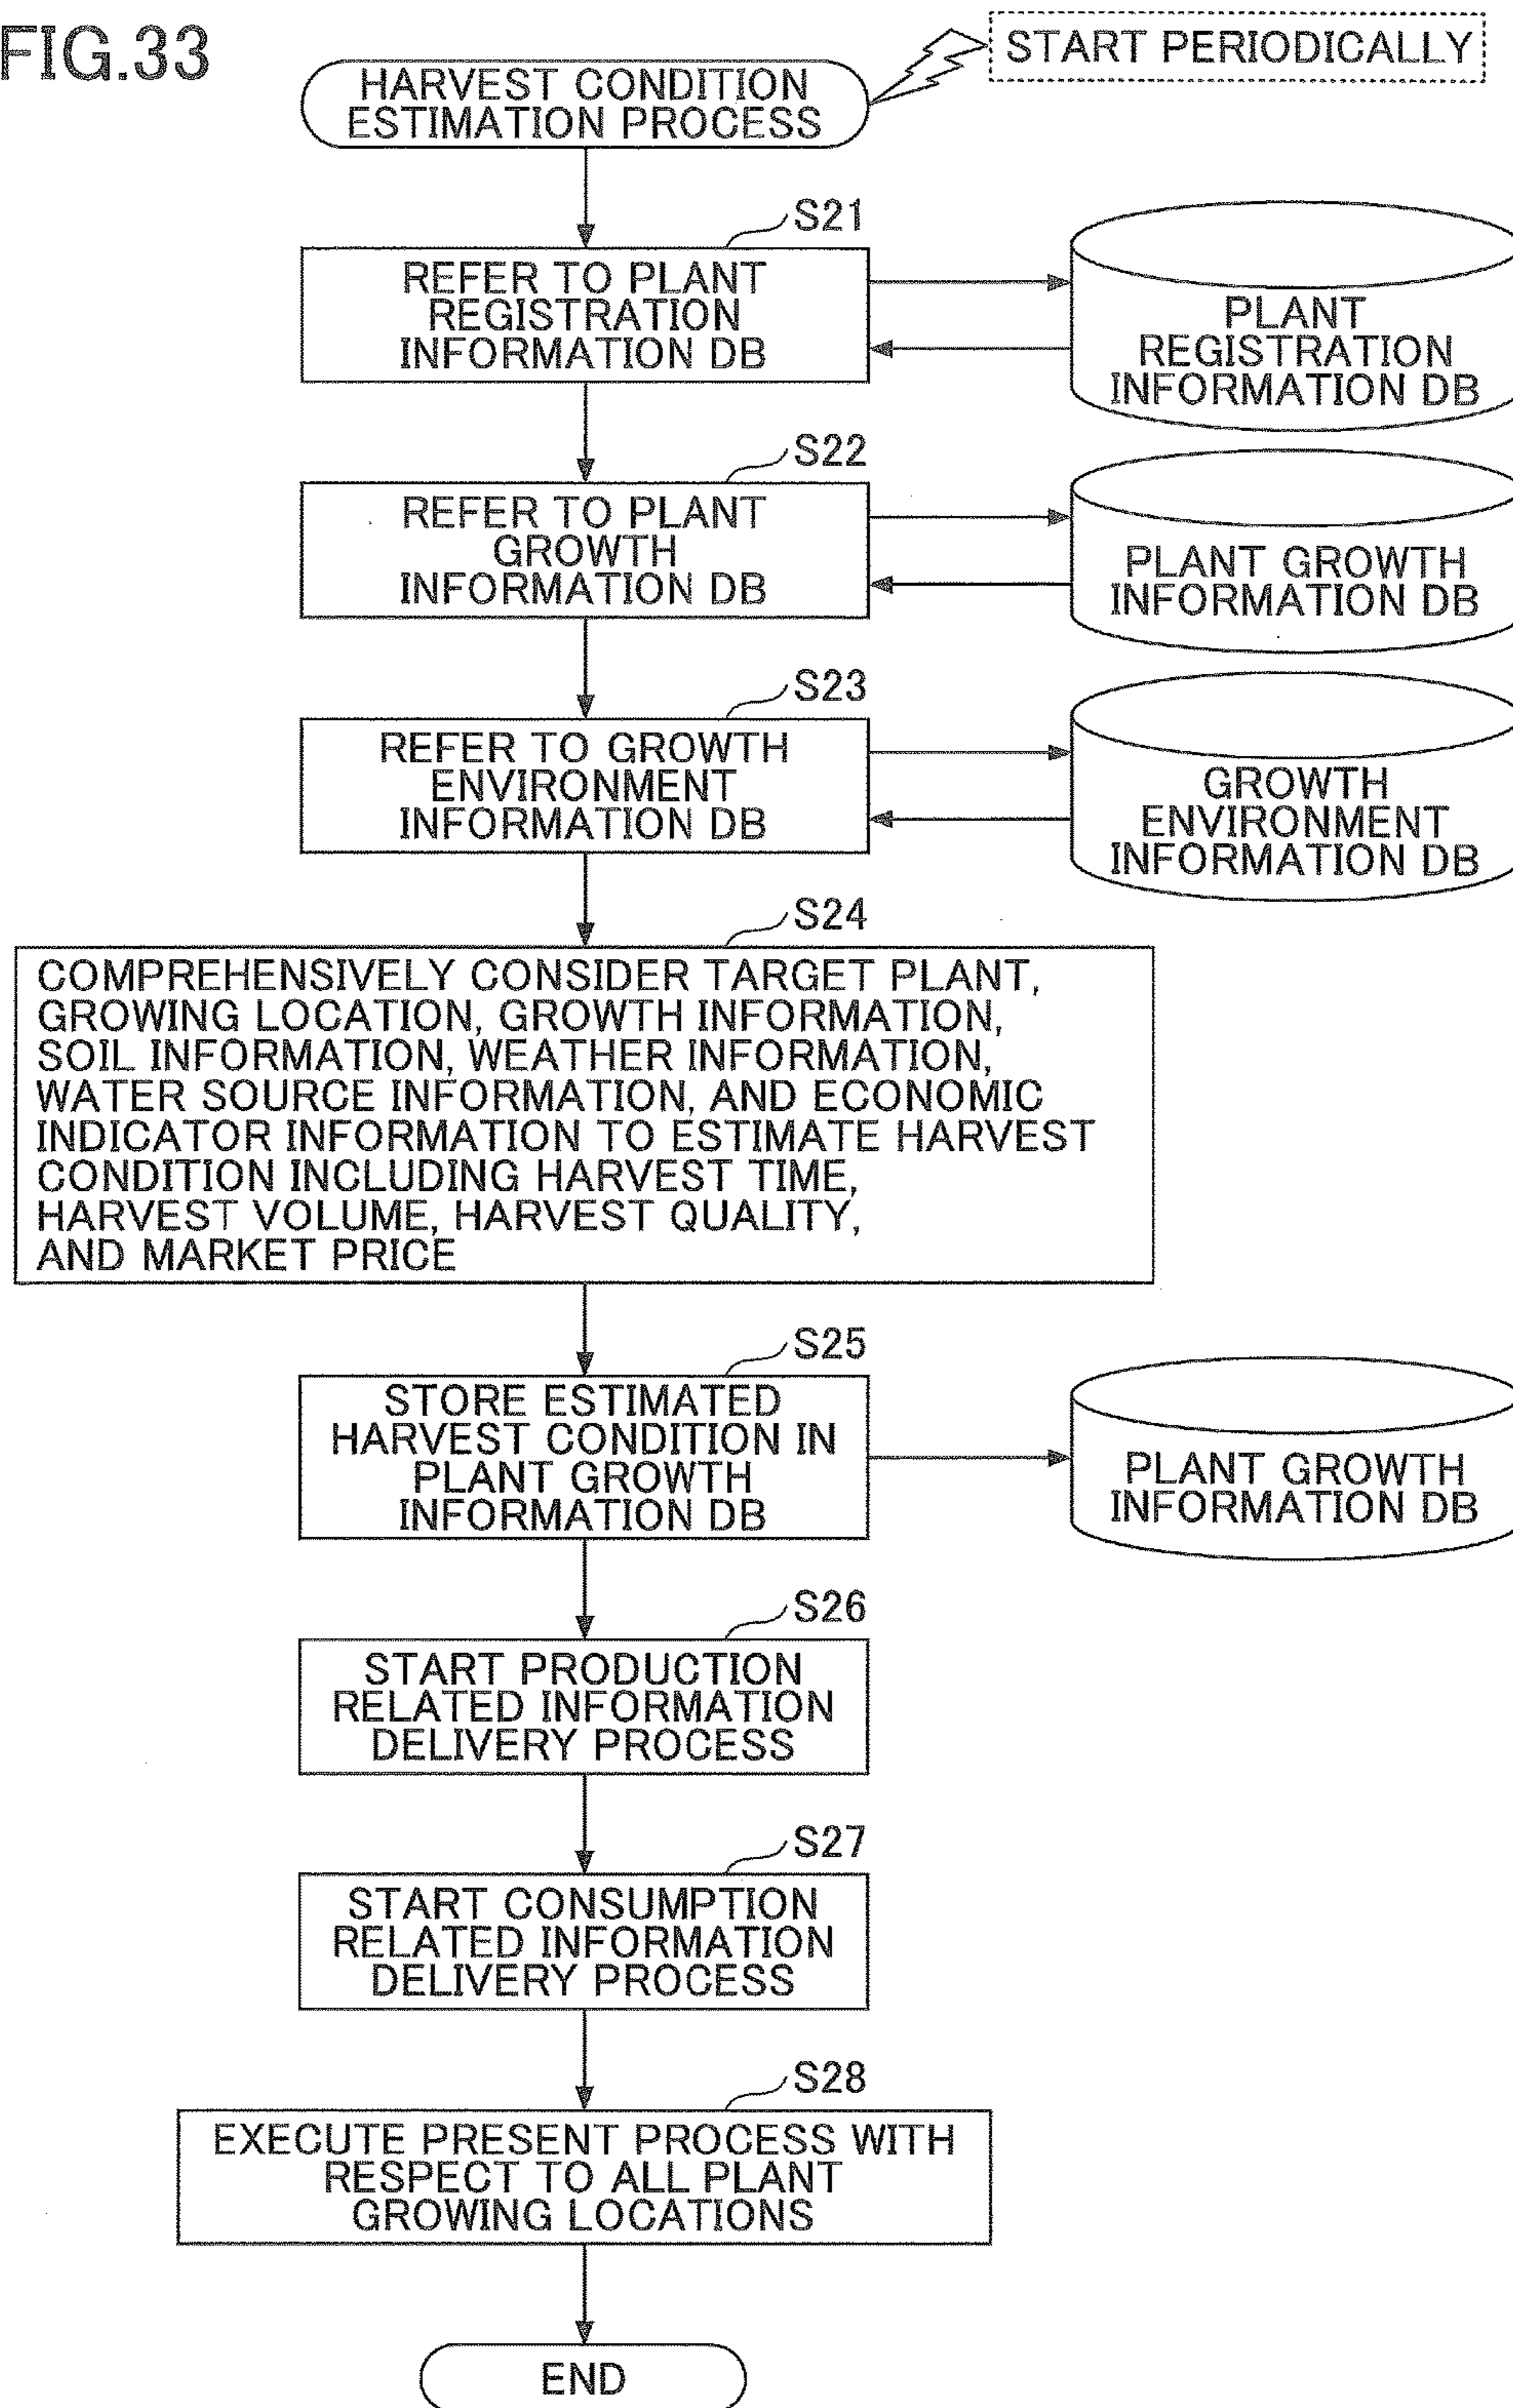 FIG.33
START PERIODICALLY
HARVEST CONDITION
ESTIMATION PROCESS
S21
REFER TO PLANT
REGISTRATION
INFORMATION DB
PLANT
REGISTRATION
INFORMATION DB
S22
REFER TO PLANT
GROWTH
INFORMATION DB
PLANT GROWTH
INFORMATION DB
S23
REFER TO GROWTH
ENVIRONMENT
INFORMATION DB
GROWTH
ENVIRONMENT
INFORMATION DB
S24
COMPREHENSIVELY CONSIDER TARGET PLANT,
GROWING LOCATION, GROWTH INFORMATION,
SOIL INFORMATION, WEATHER INFORMATION,
WATER SOURCE INFORMATION, AND ECONOMIC
INDICATOR INFORMATION TO ESTIMATE HARVEST
CONDITION INCLUDING HARVEST TIME,
HARVEST VOLUME, HARVEST QUALITY,
AND MARKET PRICE
S25
STORE ESTIMATED
HARVEST CONDITION IN
PLANT GROWTH
INFORMATION DB
PLANT GROWTH
INFORMATION DB
S26
START PRODUCTION
RELATED INFORMATION
DELIVERY PROCESS
S27
START CONSUMPTION
RELATED INFORMATION
DELIVERY PROCESS
S28
EXECUTE PRESENT PROCESS WITH
RESPECT TO ALL PLANT
GROWING LOCATIONS
END